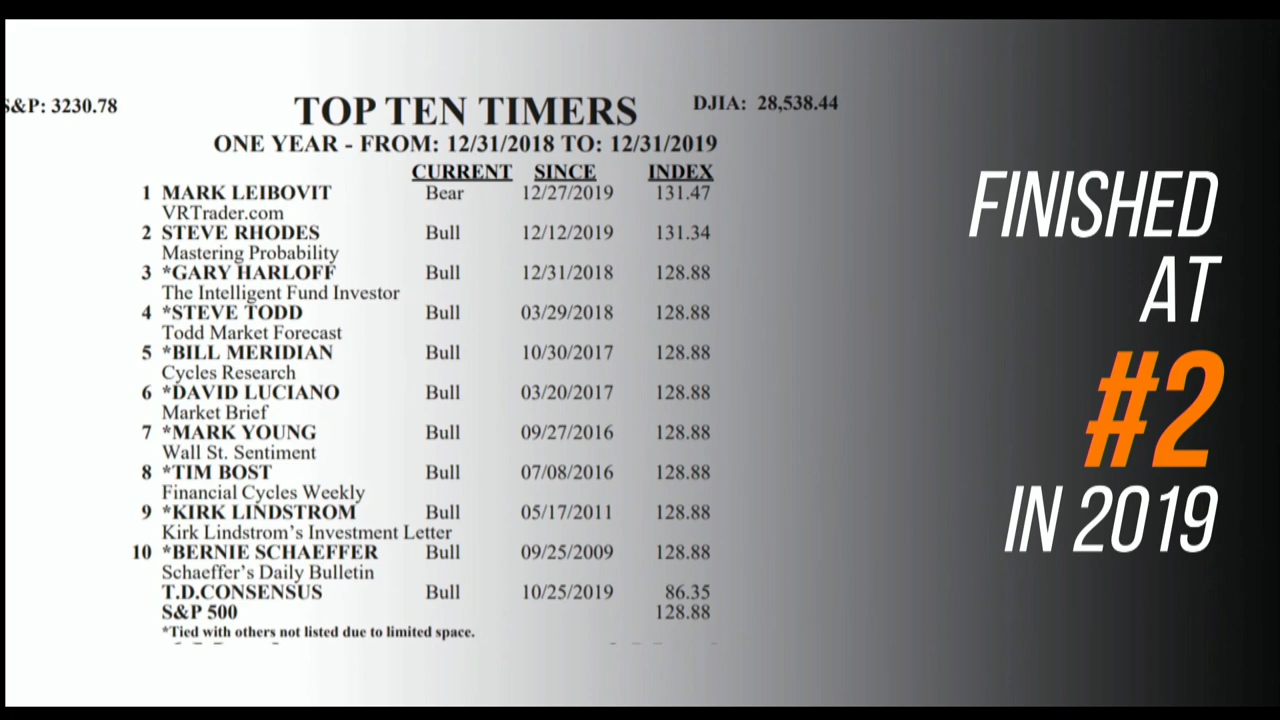 S&P: 3230.78
TOP TEN TIMERS
DJIA: 28,538.44
ONE YEAR - FROM: 12/31/2018 TO: 12/31/2019
CURRENT SINCE INDEX
1 MARK LEIBOVIT Bear 12/27/2019 131.47
VRTrader.com
2 STEVE RHODES Bull 12/12/2019 131.34
Mastering Probability
3 *GARY HARLOFF Bull 12/31/2018 128.88
The Intelligent Fund Investor
4 *STEVE TODD Bull 03/29/2018 128.88
Todd Market Forecast
5 *BILL MERIDIAN Bull 10/30/2017 128.88
Cycles Research
6 *DAVID LUCIANO Bull 03/20/2017 128.88
Market Brief
7 *MARK YOUNG Bull 09/27/2016 128.88
Wall St. Sentiment
8 *TIM BOST Bull 07/08/2016 128.88
Financial Cycles Weekly
9 *KIRK LINDSTROM Bull 05/17/2011 128.88
Kirk Lindstrom's Investment Letter
10 *BERNIE SCHAEFFER Bull 09/25/2009 128.88
Schaeffer's Daily Bulletin
T.D.CONSENSUS Bull 10/25/2019 86.35
S&P 500 128.88
*Tied with others not listed due to limited space.
FINISHED
AT
#2
IN 2019